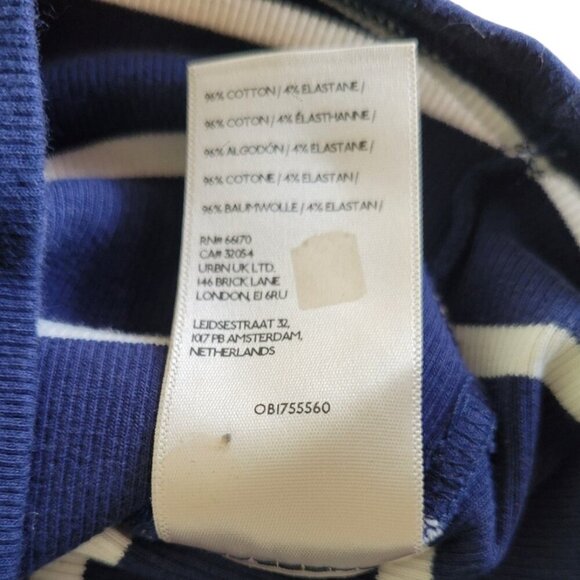 96% COTTON / 4% ELASTANE /
96% COTON / 4% ÉLASTHANNE /
96% ALGODÓN / 4% ELASTANE /
96% COTONE / 4% ELASTAN /
96% BAUMWOLLE / 4% ELASTAN /
RN# 66170
CA# 32054
URBN UK LTD.
146 BRICK LANE
LONDON, E1 6RU
LEIDSESTRAAT 32,
1017 PB AMSTERDAM,
NETHERLANDS
OB1755560